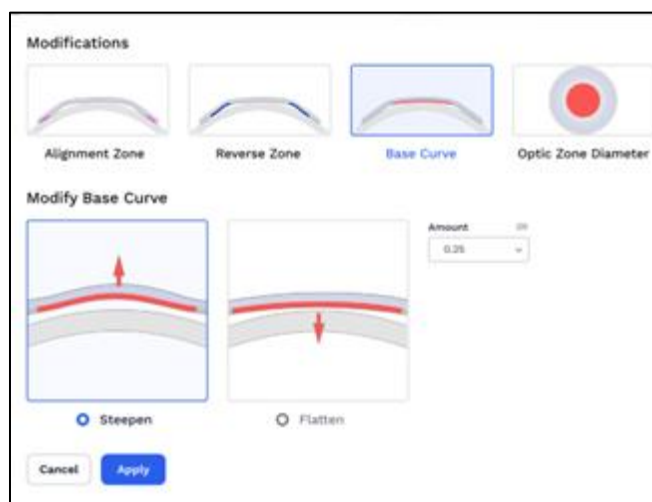 Modifications
Alignment Zone
Reverse Zone
Base Curve
Optic Zone Diameter
Modify Base Curve
Amount
0.25
Steepen
Flatten
Cancel
Apply